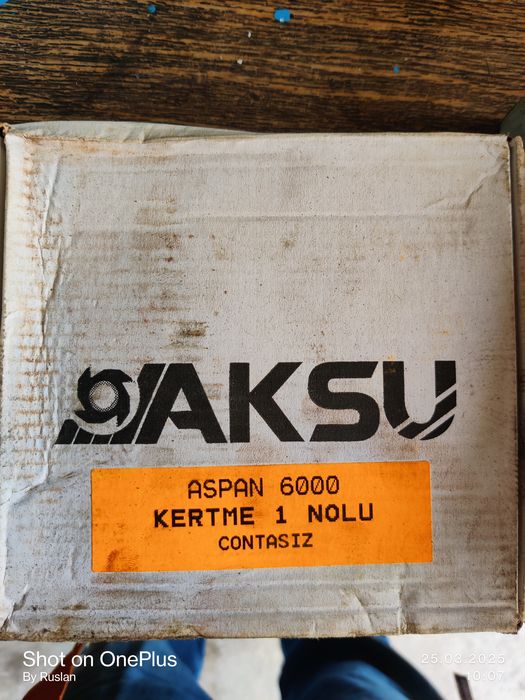 AKSU
ASPAN 6000
KERTME 1 NOLU
CONTASIZ
Shot on OnePlus
By Ruslan
25.03.2025
10:07